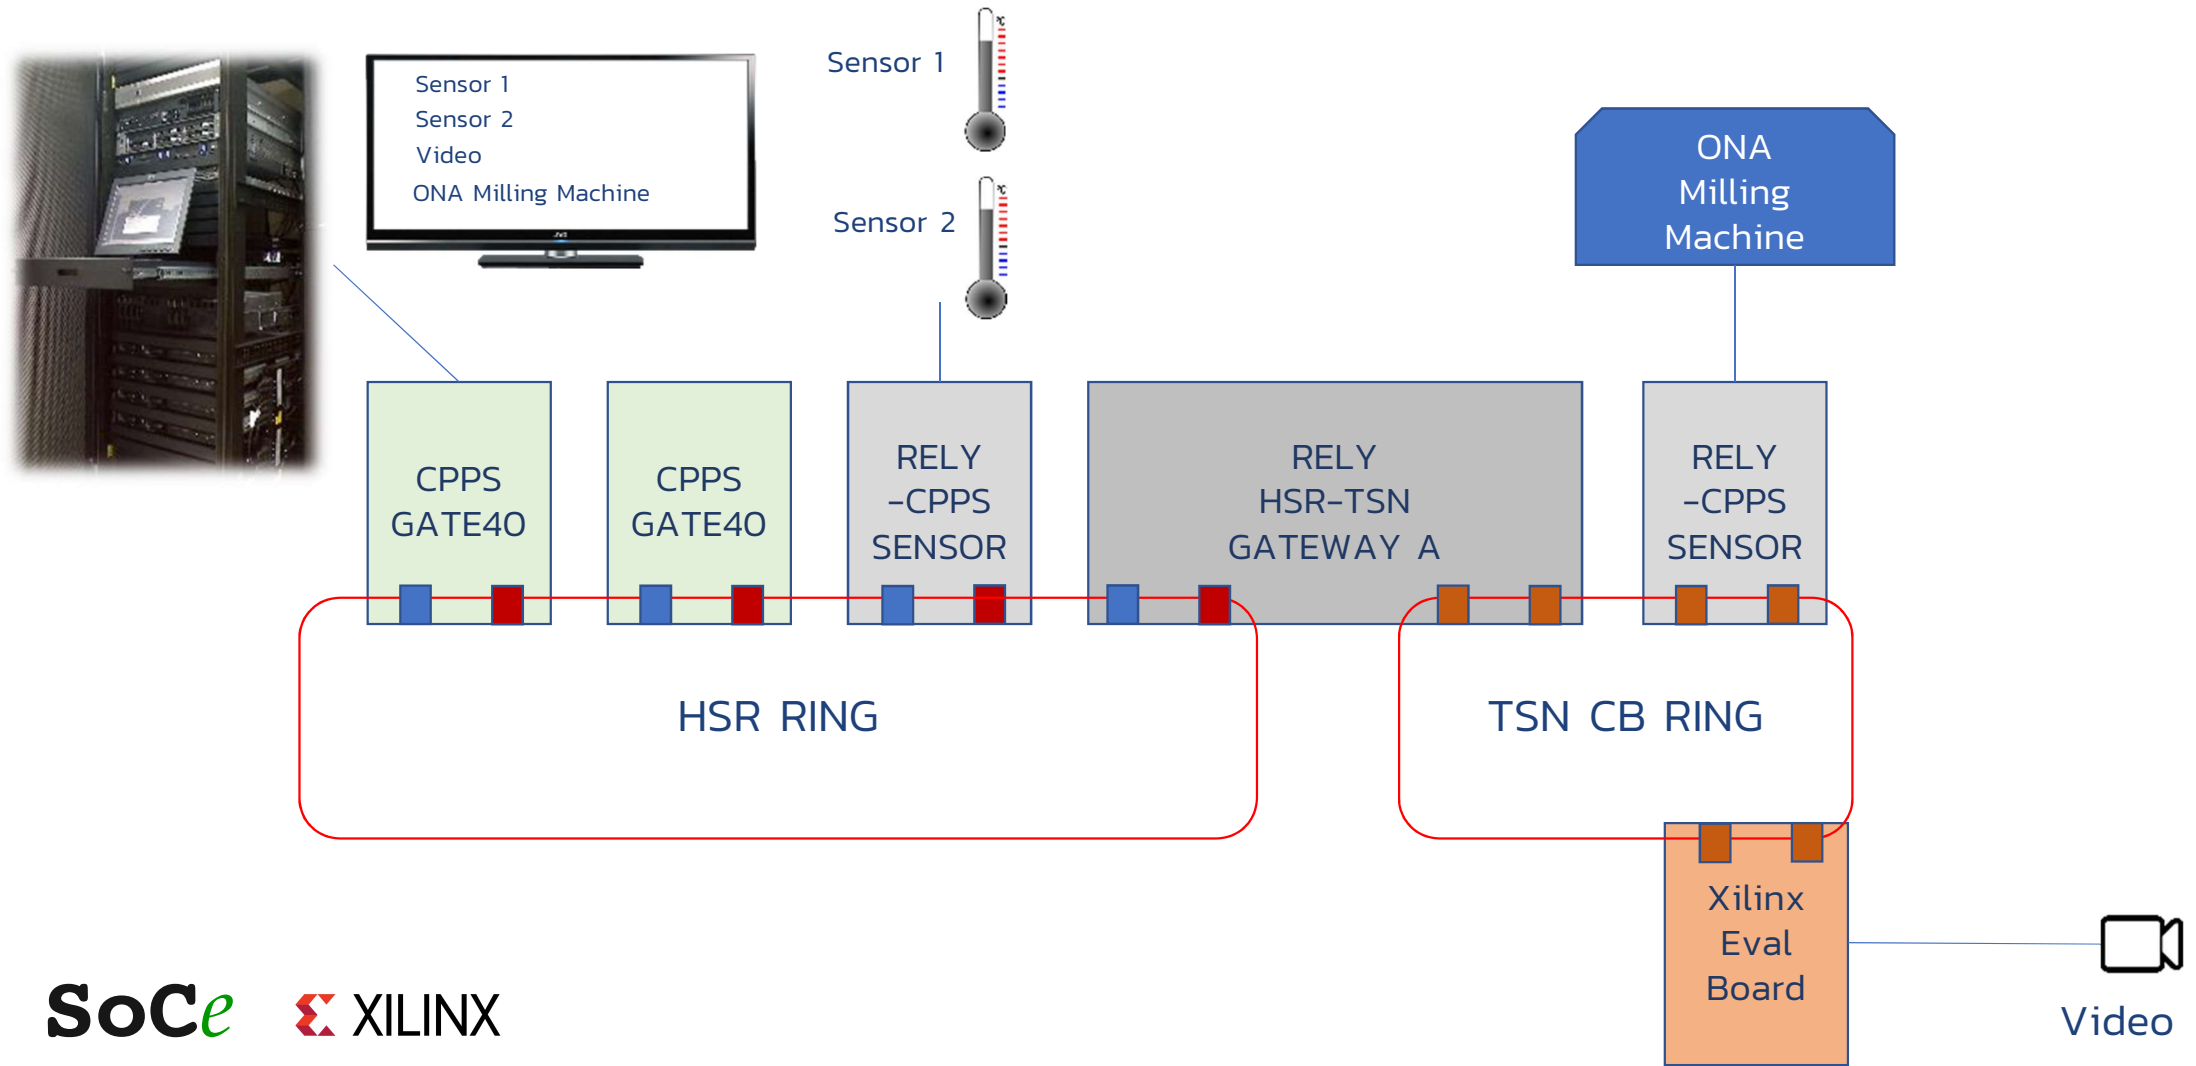 Sensor 1
Sensor 2
Video
ONA Milling Machine
Sensor 1
Sensor 2
ONA
Milling
Machine
CPPS
GATE40
CPPS
GATE40
RELY
-CPPS
SENSOR
RELY
HSR-TSN
GATEWAY A
RELY
-CPPS
SENSOR
HSR RING
TSN CB RING
Xilinx
Eval
Board
Video
SoCe
XILINX